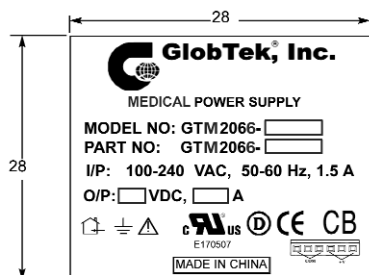 28
GlobTek®, Inc.
MEDICAL POWER SUPPLY
MODEL NO: GTM2066-
PART NO: GTM2066-
28
I/P: 100-240 VAC, 50-60 Hz, 1.5 A
O/P: VDC, A
c RU us D CE CB
E170507
MADE IN CHINA